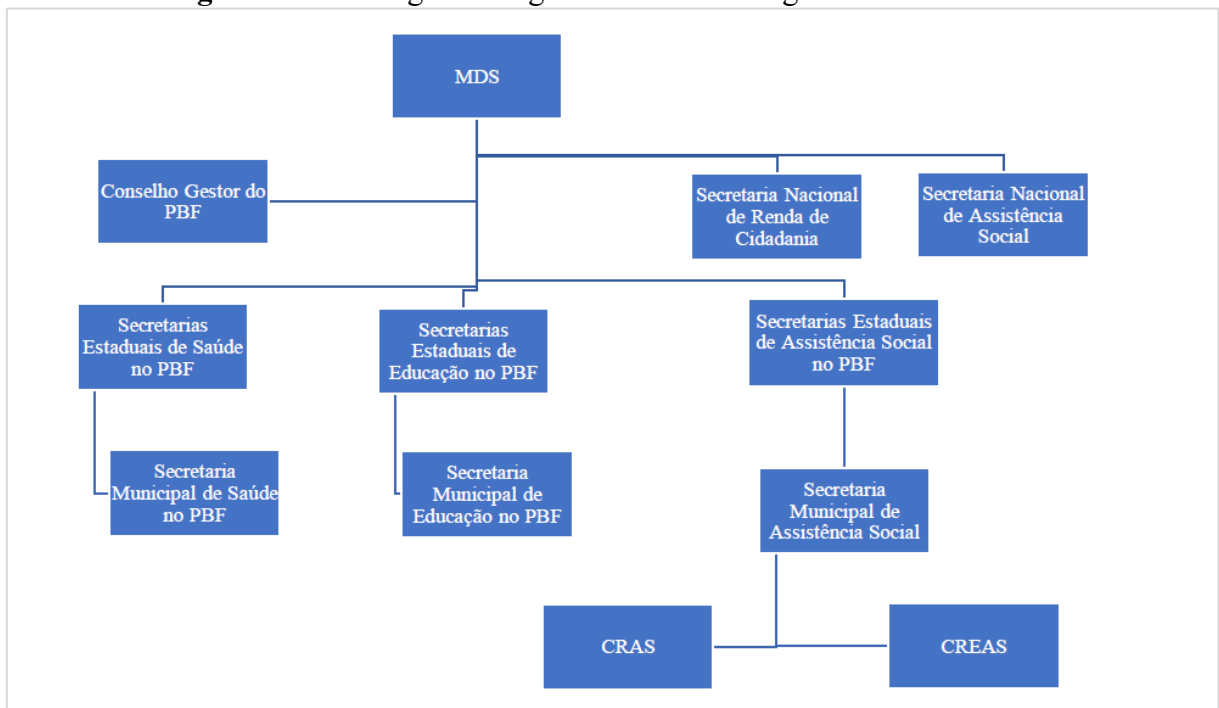 MDS
Conselho Gestor do
PBF
Secretaria Nacional
de Renda de
Cidadania
Secretaria Nacional
de Assistência
Social
Secretarias
Estaduais de Saúde
no PBF
Secretarias
Estaduais de
Educação no PBF
Secretarias Estaduais
de Assistência Social
no PBF
Secretaria
Municipal de Saúde
no PBF
Secretaria
Municipal de
Educação no PBF
Secretaria
Municipal de
Assistência Social
CRAS
CREAS